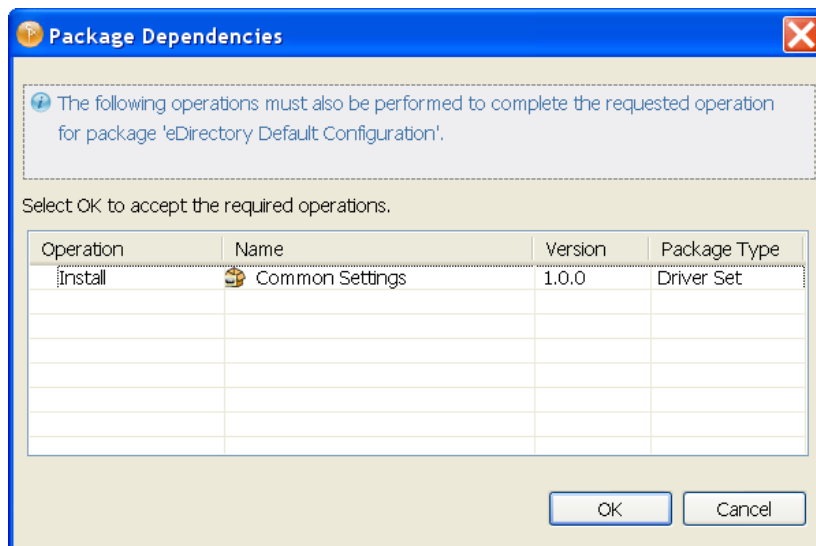 Package Dependencies
The following operations must also be performed to complete the requested operation
for package 'eDirectory Default Configuration'.
Select OK to accept the required operations.
Operation Name Version Package Type
Install Common Settings 1.0.0 Driver Set
OK Cancel